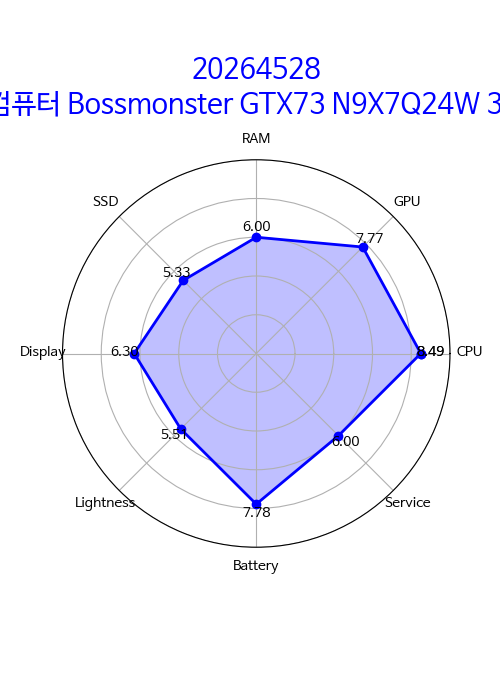 20264528
컴퓨터 Bossmonster GTX73 N9X7Q24W 3
RAM
SSD
GPU
6.00
7.77
5.33
Display
6.30
8.49
CPU
5.51
6.00
Lightness
Service
7.78
Battery